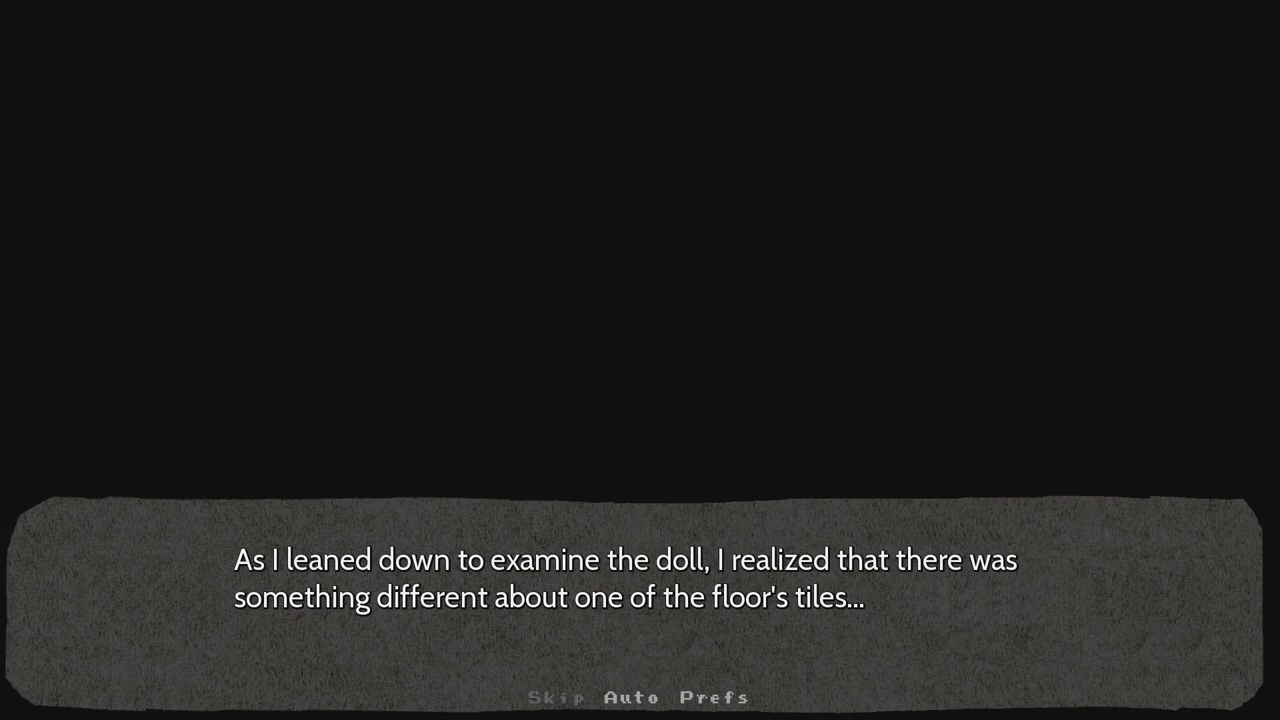 As I leaned down to examine the doll, I realized that there was
something different about one of the floor's tiles...
Skip Auto Prefs